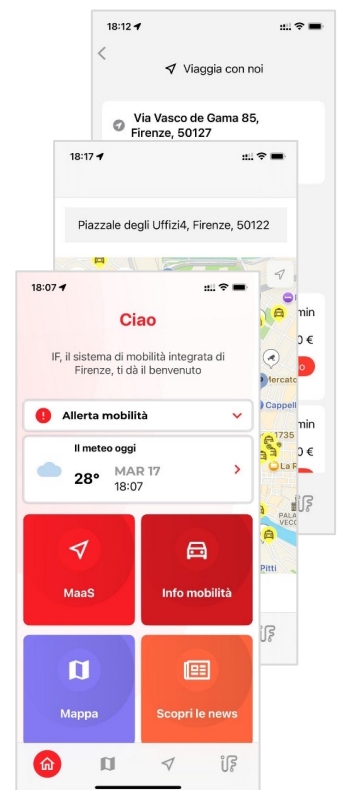 18:12
Viaggia con noi
Via Vasco de Gama 85,
Firenze, 50127
18:17
Piazzale degli Uffizi4, Firenze, 50122
min
€
min
€
Mercato
Cappell
1735
La
PALA
VECC
Pitti
iF
iF
18:07
Ciao
IF, il sistema di mobilità integrata di
Firenze, ti dà il benvenuto
Allerta mobilità
Il meteo oggi
28° MAR 17
18:07
MaaS
Info mobilità
Mappa
Scopri le news
iF